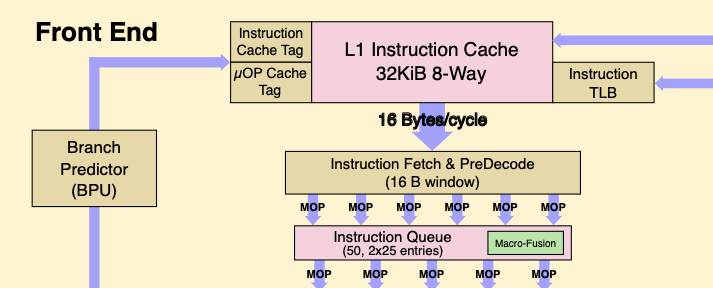 Front End
Instruction
Cache Tag
µOP Cache
Tag
L1 Instruction Cache
32KiB 8-Way
Instruction
TLB
16 Bytes/cycle
Branch
Predictor
(BPU)
Instruction Fetch & PreDecode
(16 B window)
MOP MOP MOP MOP MOP MOP
Instruction Queue
(50, 2x25 entries)
Macro-Fusion
MOP MOP MOP MOP MOP